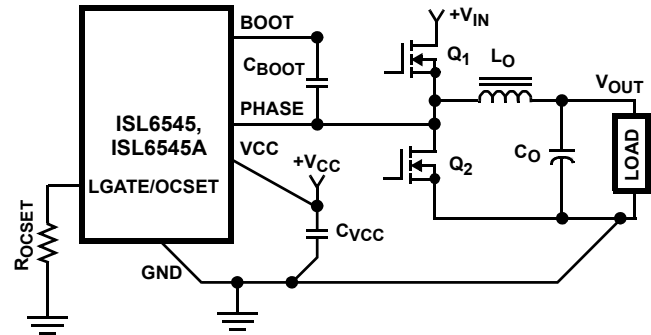 BOOT
+VIN
CBOOT
Q1
LO
VOUT
PHASE
ISL6545,
ISL6545A
VCC
+VCC
Q2
CO
LOAD
LGATE/OCSET
ROCSET
CVCC
GND